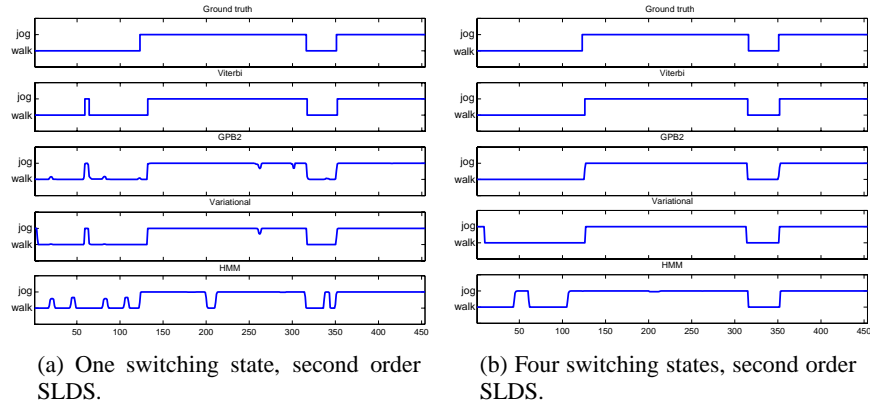 Ground truth
jog
walk
Viterbi
jog
walk
GPB2
jog
walk
Variational
jog
walk
HMM
jog
walk
50 100 150 200 250 300 350 400 450
(a) One switching state, second order
SLDS.
Ground truth
jog
walk
Viterbi
jog
walk
GPB2
jog
walk
Variational
jog
walk
HMM
jog
walk
50 100 150 200 250 300 350 400 450
(b) Four switching states, second order
SLDS.